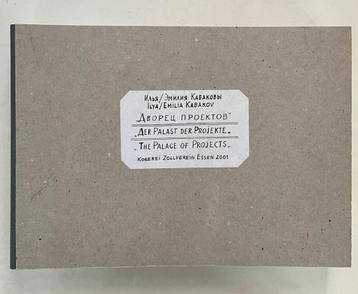 Илья/Эмилия Кабаковы
Ilya/Emilia Kabakov
„Дворец проектов"
„Der Palast der Projekte„
„The Palace of Projects„
Kokerei Zollverein Essen 2001